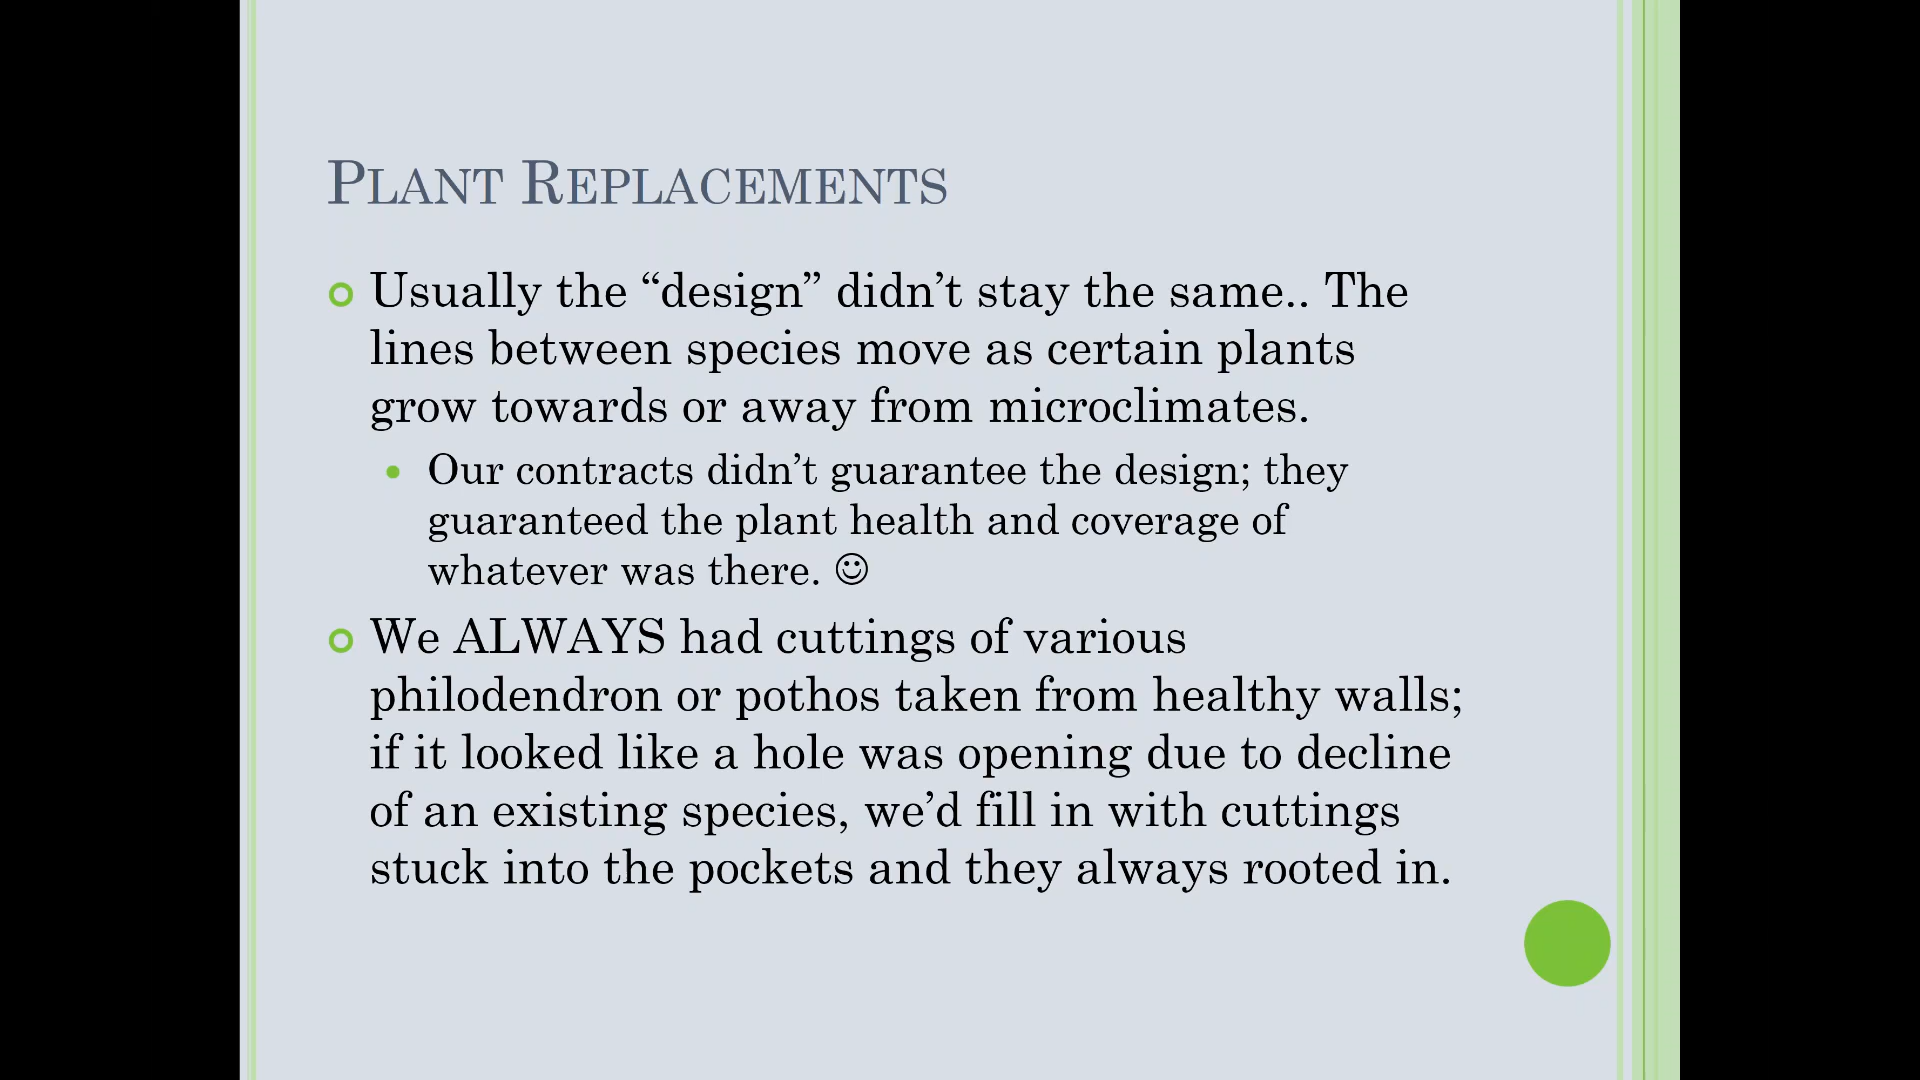 Plant Replacements
Usually the “design” didn’t stay the same.. The
lines between species move as certain plants
grow towards or away from microclimates.
Our contracts didn’t guarantee the design; they
guaranteed the plant health and coverage of
whatever was there. ☺
We ALWAYS had cuttings of various
philodendron or pothos taken from healthy walls;
if it looked like a hole was opening due to decline
of an existing species, we’d fill in with cuttings
stuck into the pockets and they always rooted in.